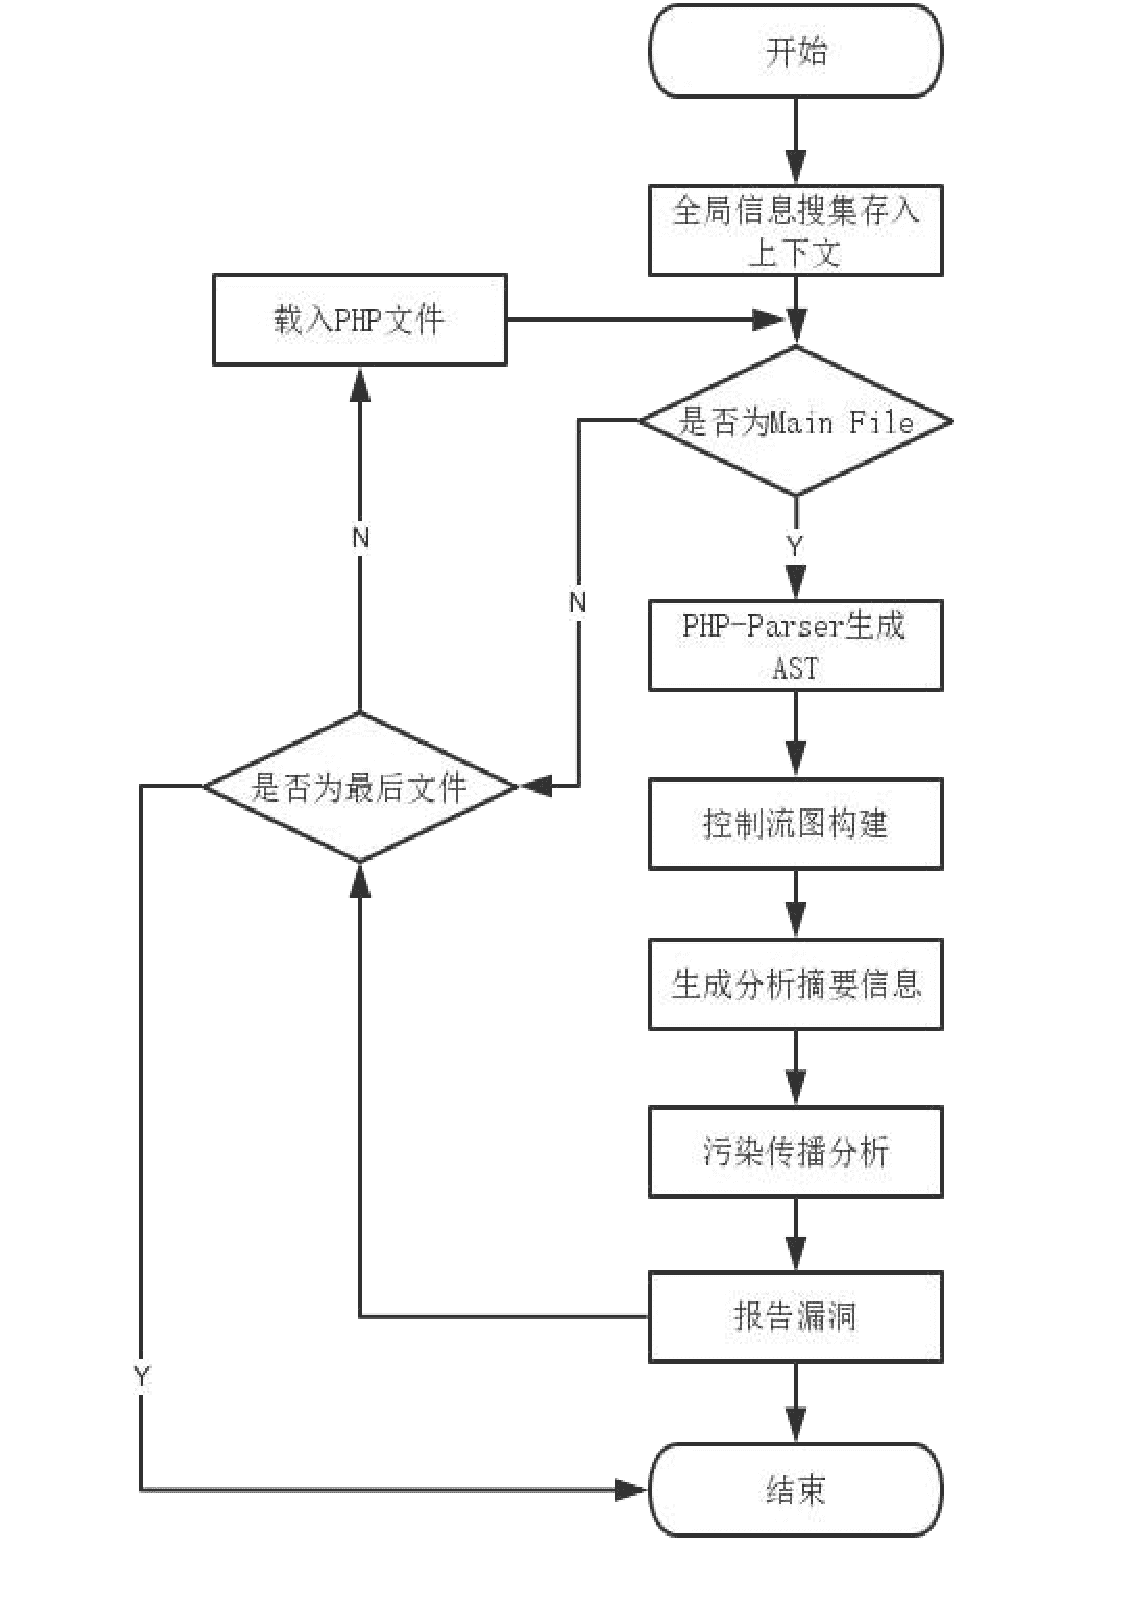 开始
全局信息搜集存入
上下文
载入PHP文件
是否为Main File
N
N
Y
PHP-Parser生成
AST
是否为最后文件
控制流图构建
生成分析摘要信息
污染传播分析
报告漏洞
Y
结束